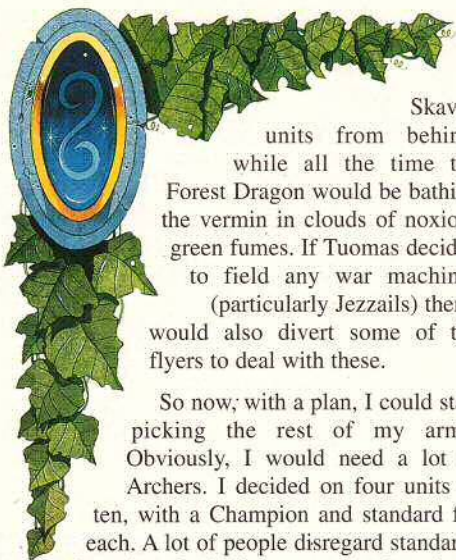 Skav
units from behin
while all the time t
Forest Dragon would be bathi
the vermin in clouds of noxio
green fumes. If Tuomas decid
to field any war machin
(particularly Jezzails) then
would also divert some of t
flyers to deal with these.
So now, with a plan, I could sta
picking the rest of my arm
Obviously, I would need a lot
Archers. I decided on four units
ten, with a Champion and standard f
each. A lot of people disregard standar